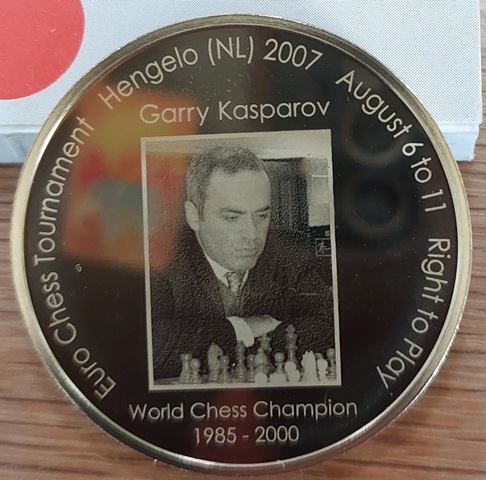 Euro Chess Tournament Hengelo (NL) 2007 August 6 to 11 Right to Play
Garry Kasparov
World Chess Champion
1985 - 2000